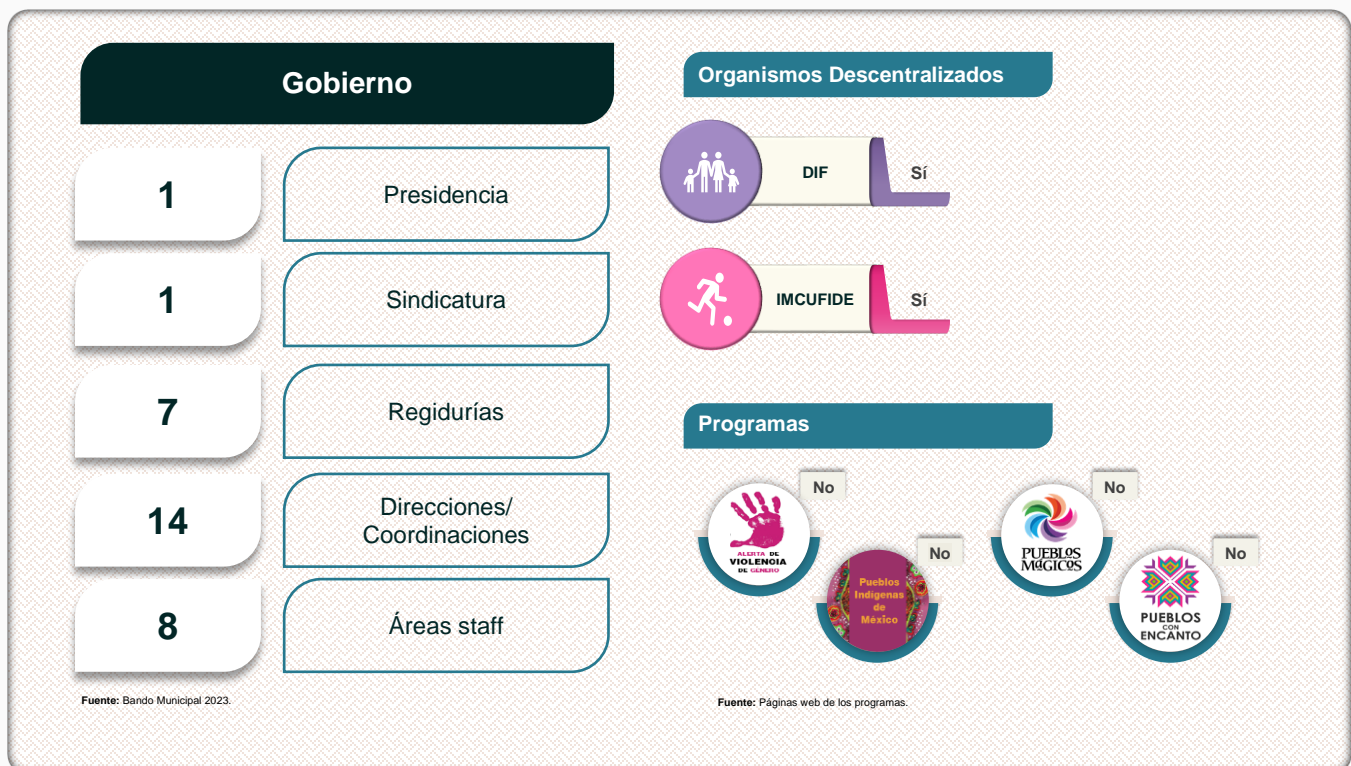 Gobierno
1
Presidencia
1
Sindicatura
7
Regidurías
14
Direcciones/
Coordinaciones
8
Áreas staff
Fuente: Bando Municipal 2023.
Organismos Descentralizados
DIF
Sí
IMCUFIDE
Sí
Programas
No
ALERTA DE
VIOLENCIA
DE GENERO
No
Pueblos
Indígenas
de
México
No
PUEBLOS
MáGICOS
No
PUEBLOS
CON
ENCANTO
Fuente: Páginas web de los programas.